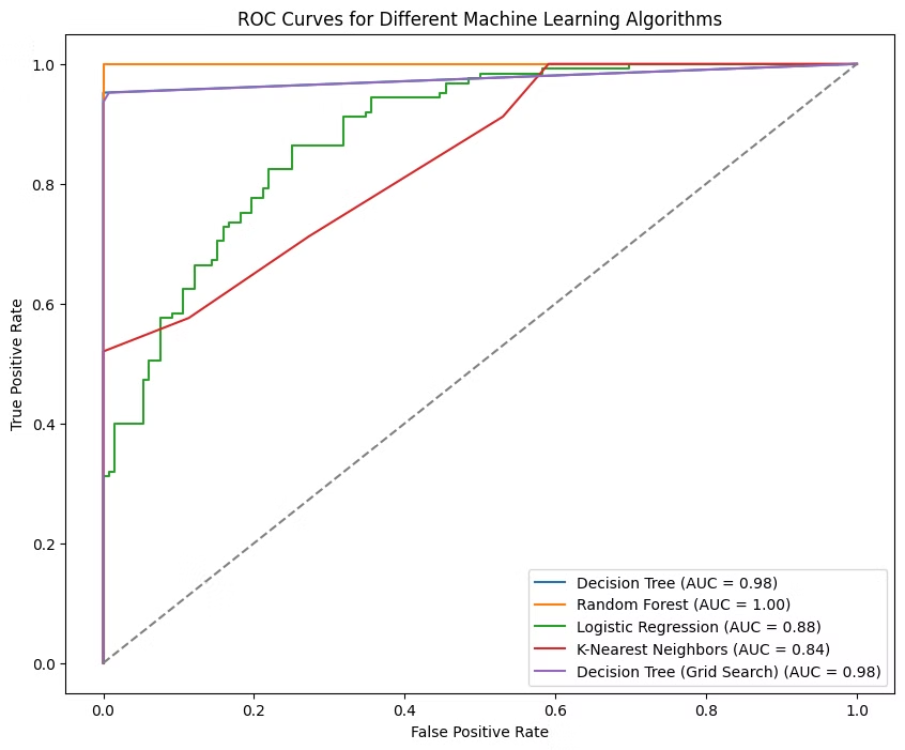 ROC Curves for Different Machine Learning Algorithms
True Positive Rate
1.0
0.8
0.6
0.4
0.2
0.0
Decision Tree (AUC = 0.98)
Random Forest (AUC = 1.00)
Logistic Regression (AUC = 0.88)
K-Nearest Neighbors (AUC = 0.84)
Decision Tree (Grid Search) (AUC = 0.98)
0.0 0.2 0.4 0.6 0.8 1.0
False Positive Rate